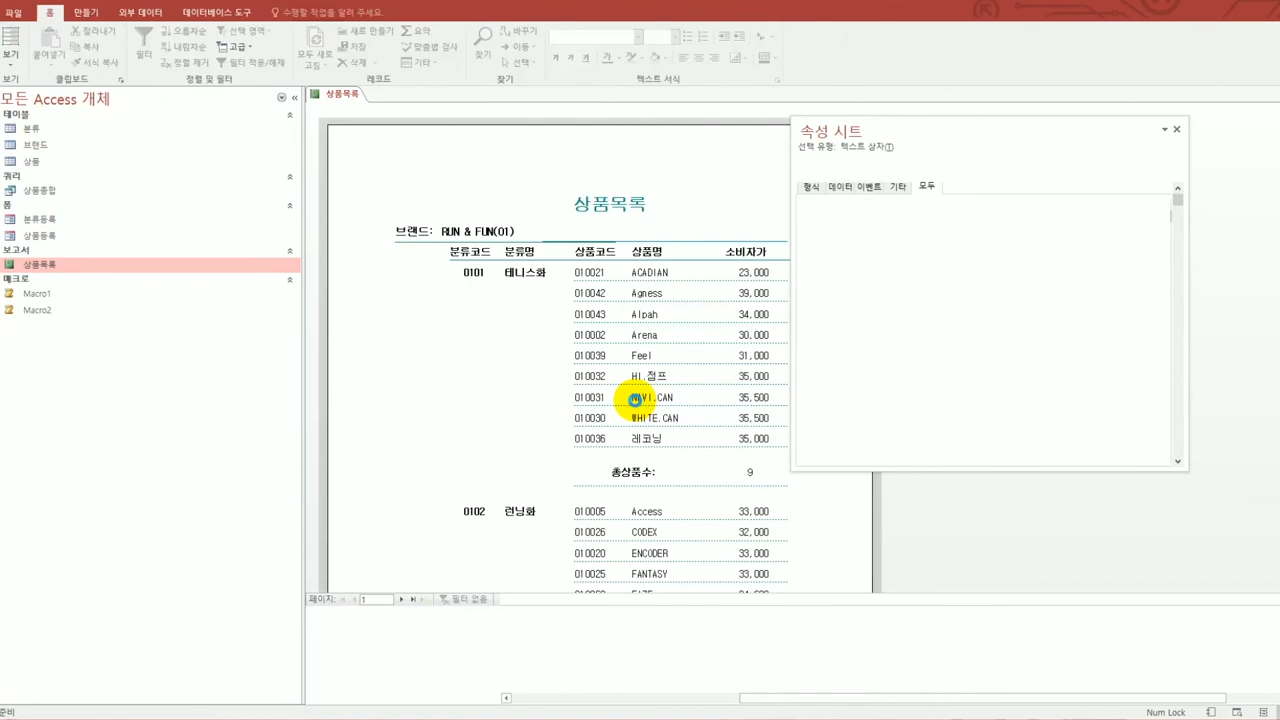 파일 홈 만들기 외부 데이터 데이터베이스 도구 수행할 작업을 알려 주세요.
보기
붙여넣기
잘라내기
복사
서식 복사
필터
오름차순
내림차순
정렬 제거
선택 영역
고급
필터 적용/해제
모두 새로 고침
새로 만들기
저장
삭제
요약
맞춤법 검사
기타
찾기
바꾸기
이동
선택
가 가 가 가
보기 클립보드 정렬 및 필터 레코드 찾기 텍스트 서식
모든 Access 개체
테이블
분류
브랜드
상품
쿼리
상품종합
폼
분류등록
상품등록
보고서
상품목록
매크로
Macro1
Macro2
상품목록
상품목록
브랜드: RUN & FUN(01)
분류코드 분류명 상품코드 상품명 소비자가
0101 테니스화 010021 ACADIAN 23,000
010042 Agness 39,000
010043 Alpah 34,000
010002 Arena 30,000
010039 Feel 31,000
010032 HI.점프 35,000
010031 NAVI.CAN 35,500
010030 WHITE.CAN 35,500
010036 레코닝 35,000
총상품수: 9
0102 런닝화 010005 Access 33,000
010026 CODEX 32,000
010020 ENCODER 33,000
010025 FANTASY 33,000
속성 시트
선택 유형: 텍스트 상자(T)
형식 데이터 이벤트 기타 모두
페이지: 1 필터 없음
준비 Num Lock